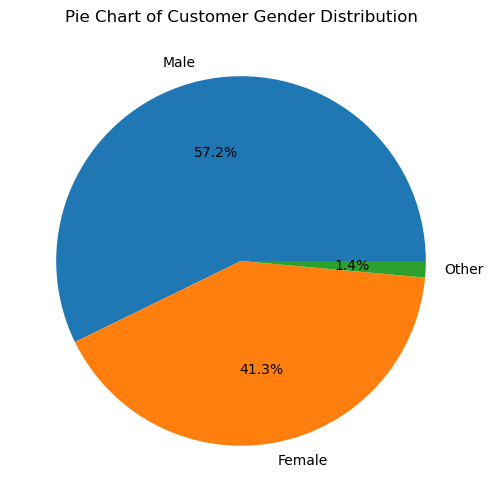 Pie Chart of Customer Gender Distribution
Male
57.2%
1.4%
Other
41.3%
Female